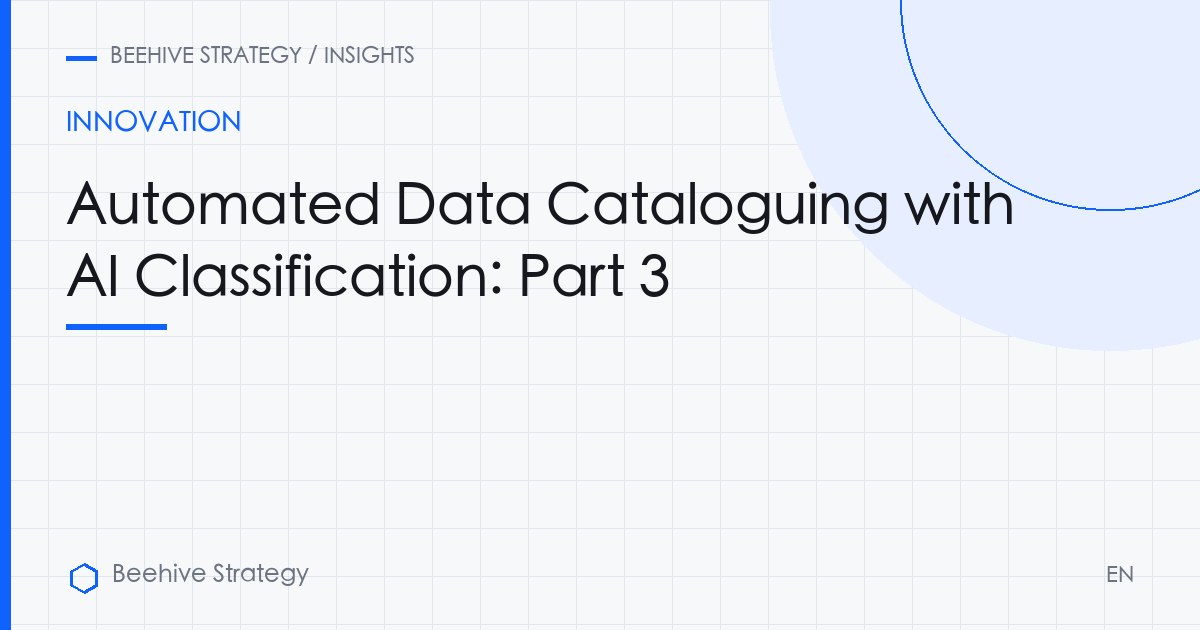 BEEHIVE STRATEGY / INSIGHTS
INNOVATION
Automated Data Cataloguing with
AI Classification: Part 3
Beehive Strategy
EN